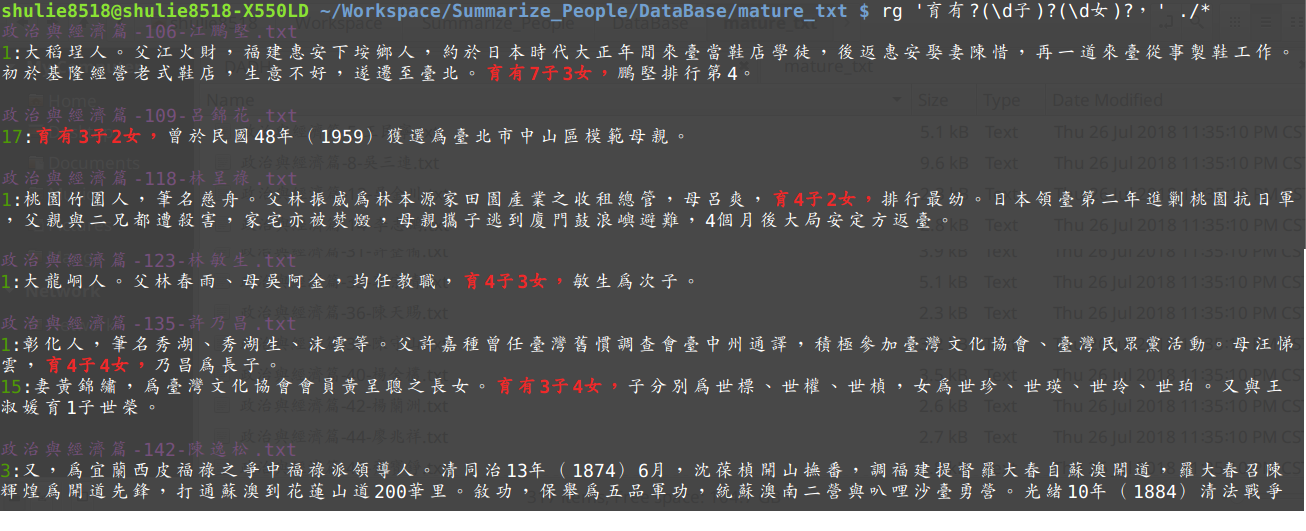 shulie8518@shulie8518-X550LD ~/Workspace/Summarize_People/DataBase/mature_txt $ rg '育有?(\d子)?(\d女)?，' ./*
政治與經濟篇-106-江鵬堅.txt
1:大稻埕人。父江火財，福建惠安下垵鄉人，約於日本時代大正年間來臺當鞋店學徒，後返惠安娶妻陳惜，再一道來臺從事製鞋工作。
初於基隆經營老式鞋店，生意不好，遂遷至臺北。育有7子3女，鵬堅排行第4。
政治與經濟篇-109-呂錦花.txt
17:育有3子2女，曾於民國48年（1959）獲選為臺北市中山區模範母親。
政治與經濟篇-118-林呈祿.txt
1:桃園竹圍人，筆名慈舟。父林振威為林本源家田園產業之收租總管，母呂爽，育4子2女，排行最幼。日本領臺第二年進剿桃園抗日軍
，父親與二兄都遭殺害，家宅亦被焚燬，母親攜子逃到廈門鼓浪嶼避難，4個月後大局安定方返臺。
政治與經濟篇-123-林敏生.txt
1:大龍峒人。父林春雨、母吳阿金，均任教職，育4子3女，敏生為次子。
政治與經濟篇-135-許乃昌.txt
1:彰化人，筆名秀湖、秀湖生、沫雲等。父許嘉種曾任臺灣舊慣調查會臺中州通譯，積極參加臺灣文化協會、臺灣民眾黨活動。母汪悌
雲，育4子4女，乃昌為長子。
15:妻黃錦繡，為臺灣文化協會會員黃呈聰之長女。育有3子4女，子分別為世標、世權、世楨，女為世珍、世瑛、世玲、世珀。又與王
淑媛育1子世榮。
政治與經濟篇-142-陳逸松.txt
3:又，為宜蘭西皮福祿之爭中福祿派領導人。清同治13年（1874）6月，沈葆楨開山撫番，調福建提督羅大春自蘇澳開道，羅大春召陳
輝煌為開道先鋒，打通蘇澳到花蓮山道200華里。敘功，保舉為五品軍功，統蘇澳南二營與叭哩沙臺勇營。光緒10年（1884）清法戰爭